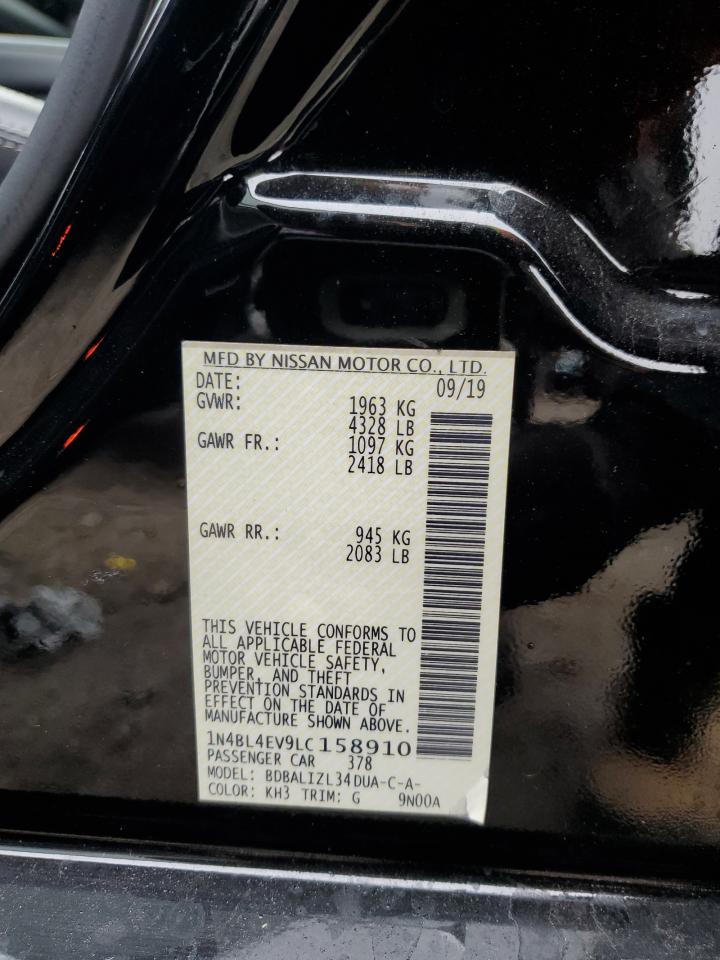 MFD BY NISSAN MOTOR CO., LTD.
DATE: 09/19
GVWR: 1963 KG
4328 LB
GAWR FR.: 1097 KG
2418 LB
GAWR RR.: 945 KG
2083 LB
THIS VEHICLE CONFORMS TO
ALL APPLICABLE FEDERAL
MOTOR VEHICLE SAFETY,
BUMPER, AND THEFT
PREVENTION STANDARDS IN
EFFECT ON THE DATE OF
MANUFACTURE SHOWN ABOVE.
1N4BL4EV9LC158910
PASSENGER CAR 378
MODEL: BDBALIZL34DUA-C-A-
COLOR: KH3 TRIM: G 9N00A